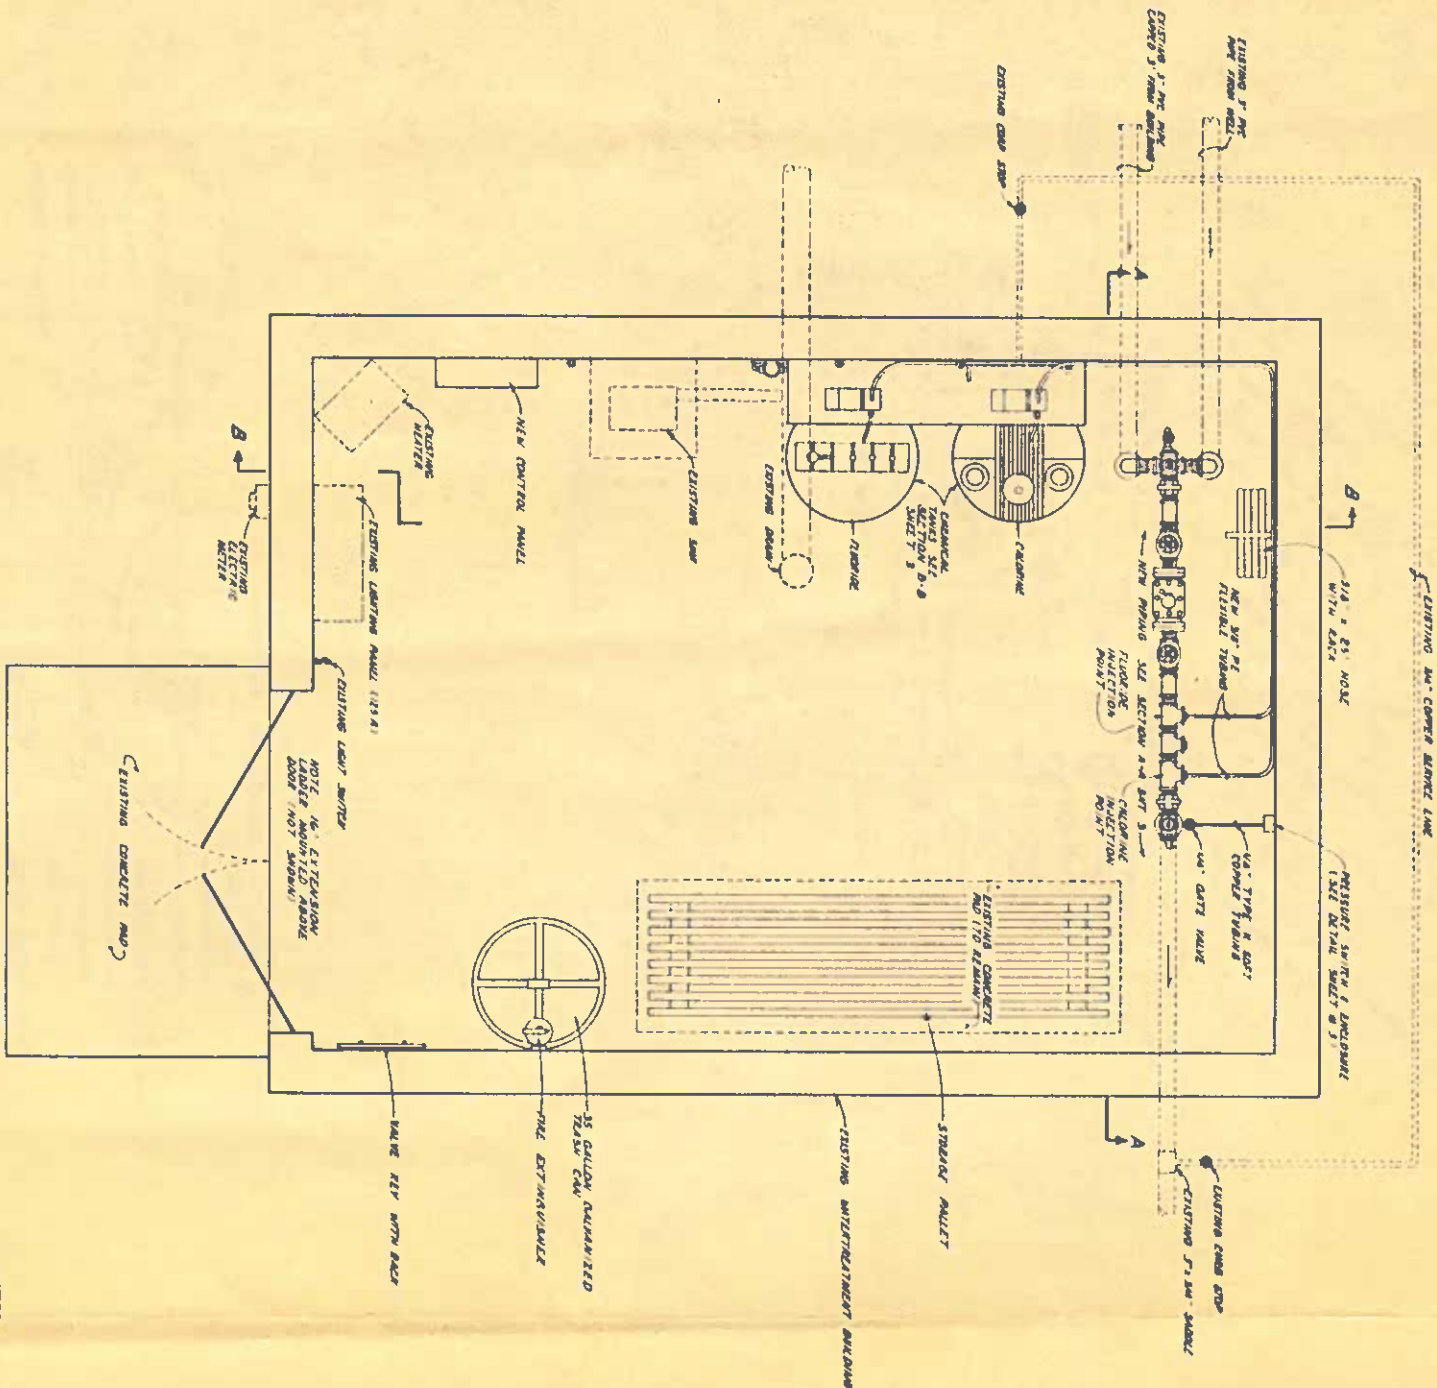 EXISTING 3" PVC
PIPE FROM WELL
EXISTING 3" PVC PIPE
CAPPED 3' FROM BUILDING
EXISTING CURB STOP
A
EXISTING 3/4" COPPER SERVICE LINE
B
5/8" x 25' HOSE
WITH RACK
PRESSURE SWITCH & ENCLOSURE
(SEE DETAIL SHEET # 3)
NEW 3/8" PE
FLEXIBLE TUBING
1/4" TYPE K SOFT
COPPER TUBING
1/4" GATE VALVE
NEW PIPING SEE SECTION A-A SHT 3
FLUORIDE
INJECTION
POINT
CHLORINE
INJECTION
POINT
CHLORINE
CHEMICAL
TANKS SEE
SECTION B-B
SHEET 3
FLUORIDE
EXISTING DRAIN
EXISTING SUMP
NEW CONTROL PANEL
EXISTING
HEATER
B
EXISTING LIGHTING PANEL
EXISTING
ELECTRIC
METER
EXISTING LIGHT SWITCH
NOTE 16' EXTENSION
LADDER MOUNTED ABOVE
DOOR (NOT SHOWN)
EXISTING CONCRETE PAD
EXISTING CONCRETE
PAD (TO REMAIN)
A
EXISTING CURB STOP
EXISTING 3" x 3/4" SADDLE
STORAGE PALLET
EXISTING WATERTREATMENT BUILDING
35 GALLON GALVANIZED
TRASH CAN
FIRE EXTINGUISHER
VALVE KEY WITH RACK